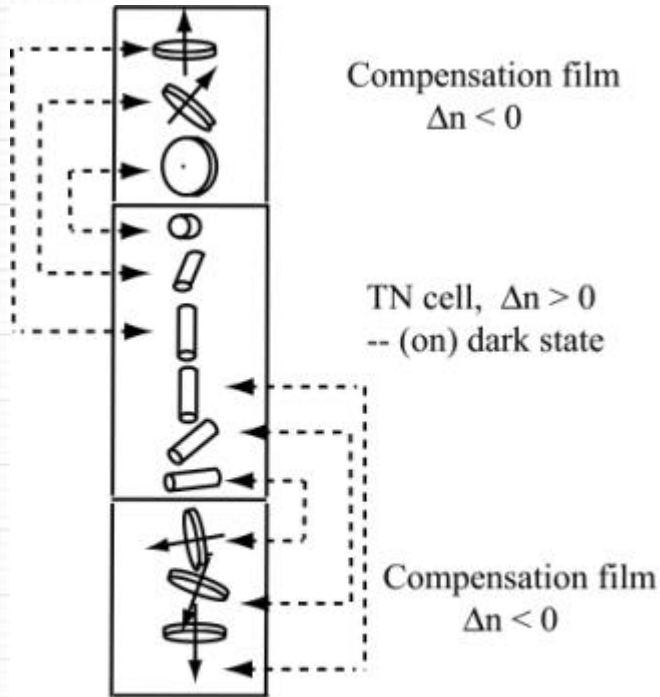 Compensation film
Δn < 0
TN cell, Δn > 0
-- (on) dark state
Compensation film
Δn < 0